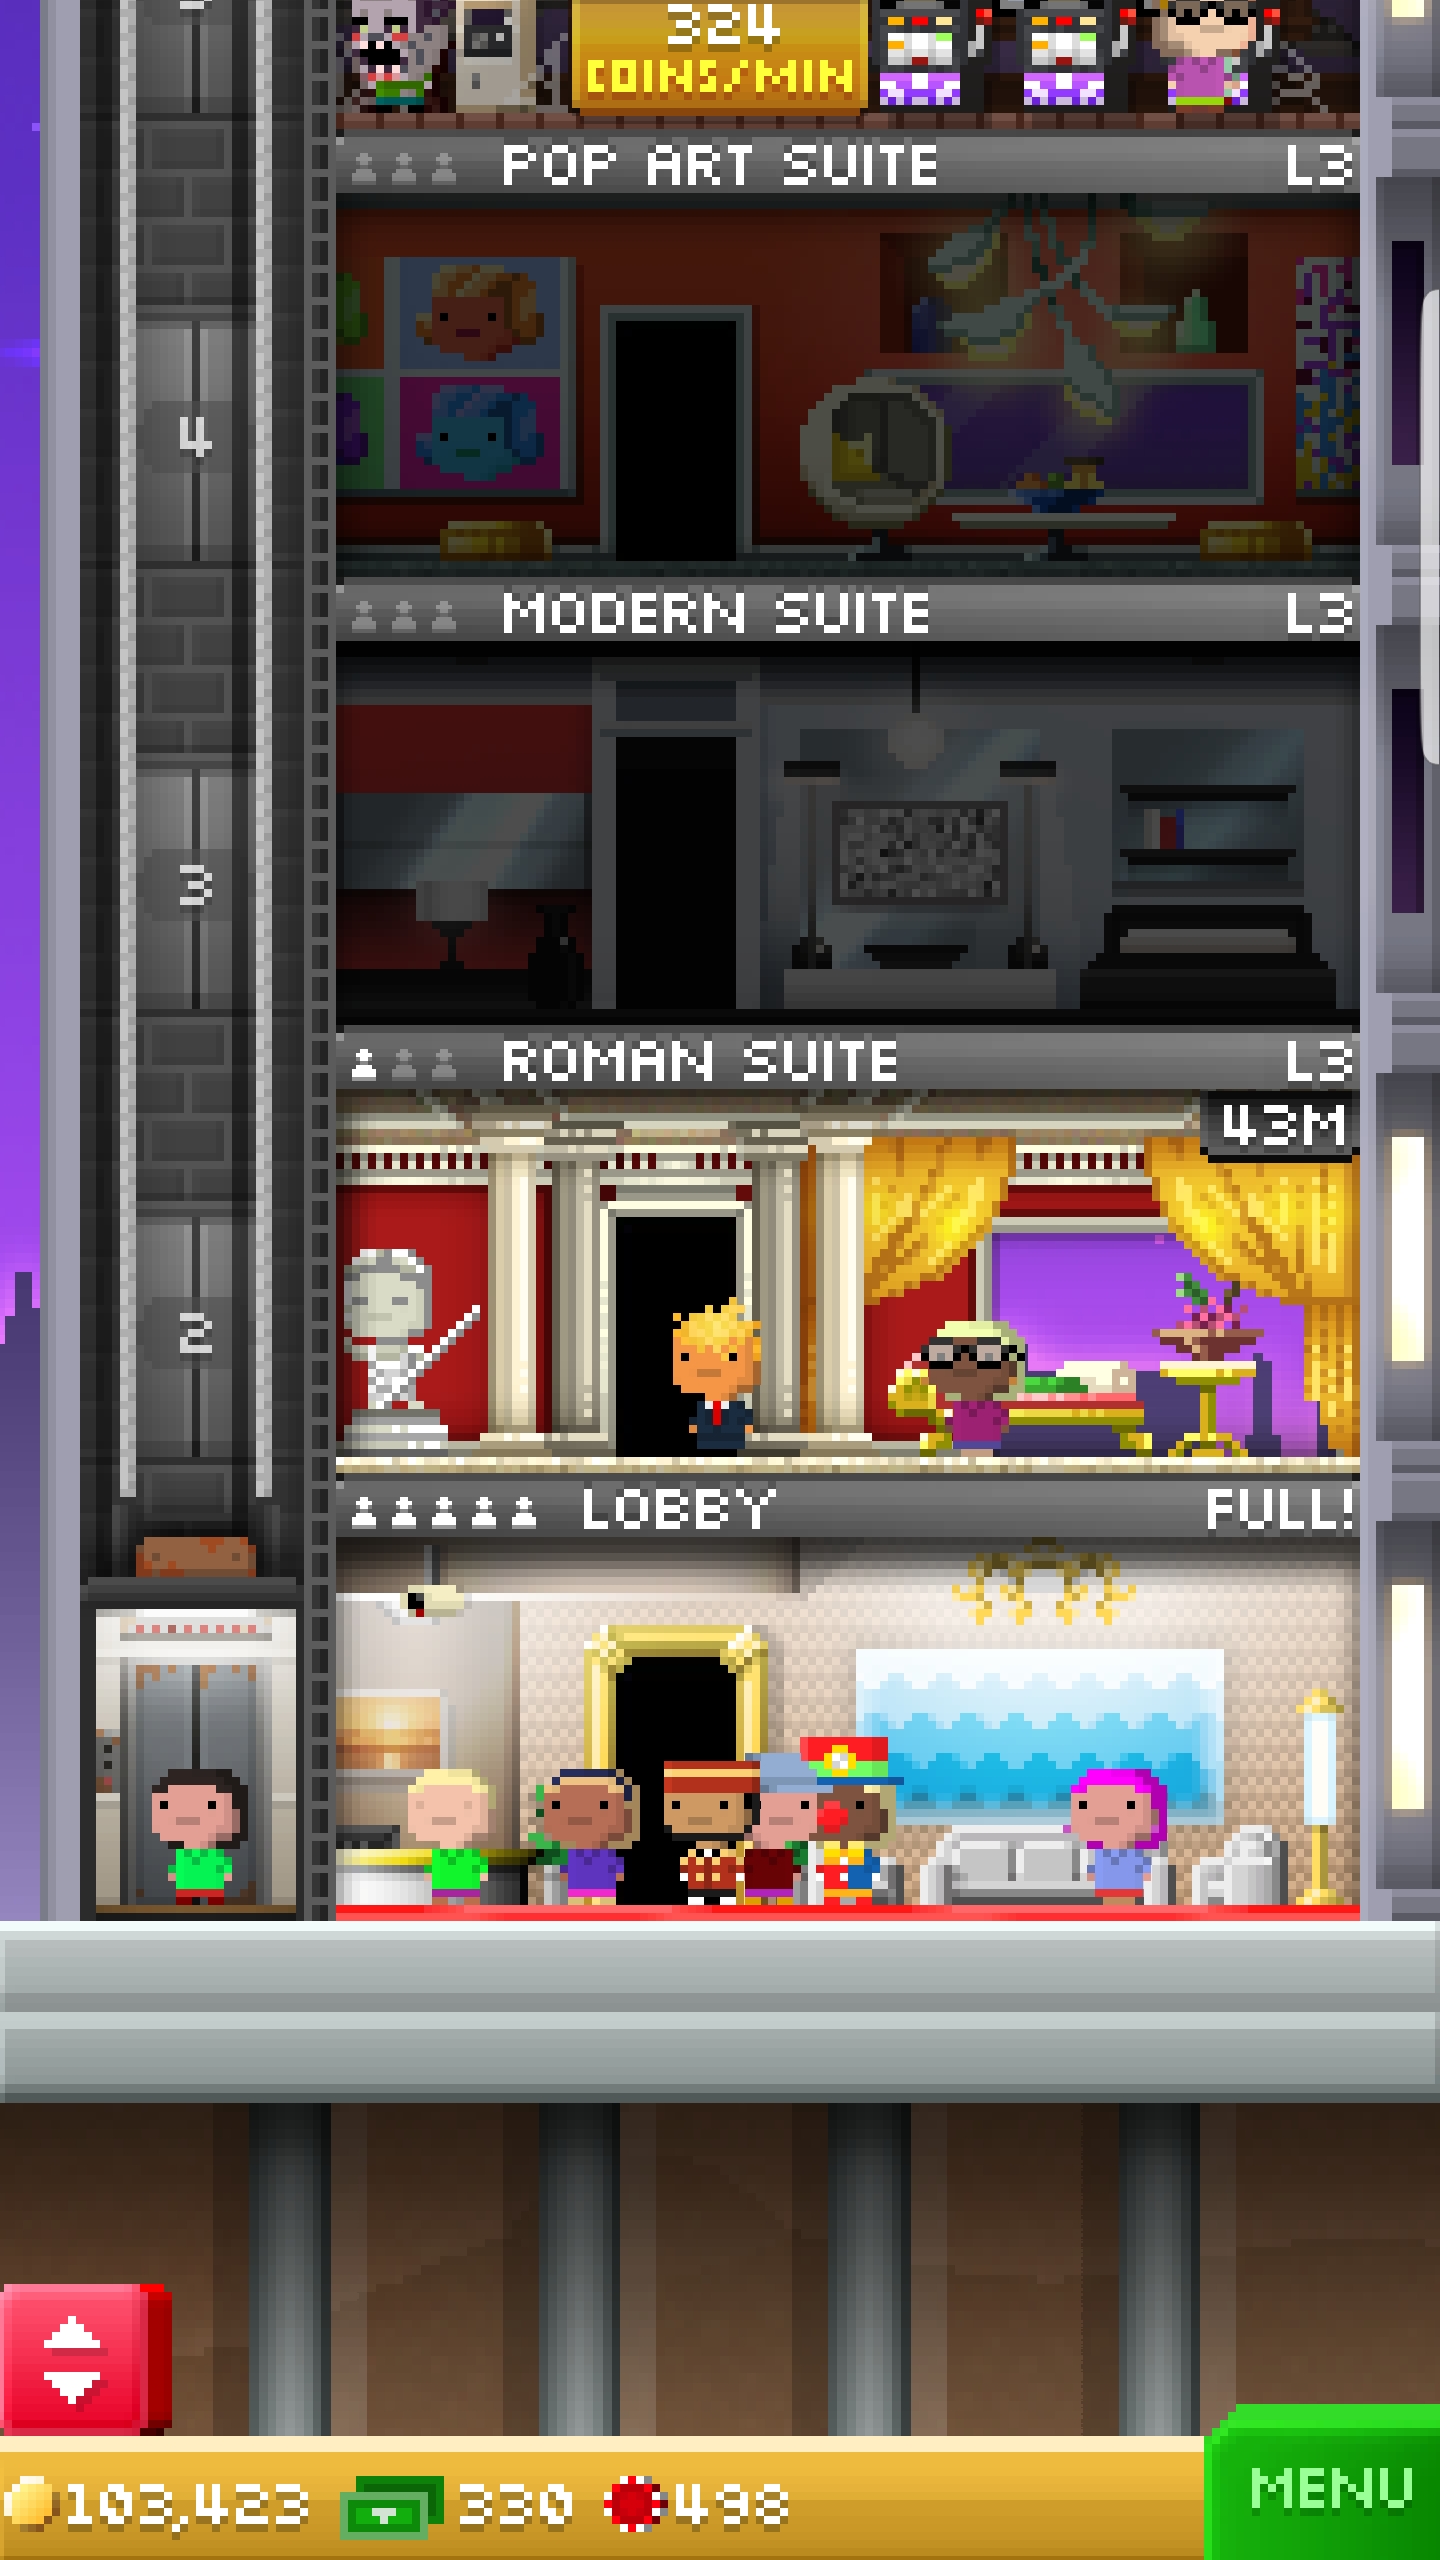 324
COINS/MIN
POP ART SUITE L3
4
MODERN SUITE L3
3
ROMAN SUITE L3
43M
2
LOBBY FULL!
103,423 330 498
MENU